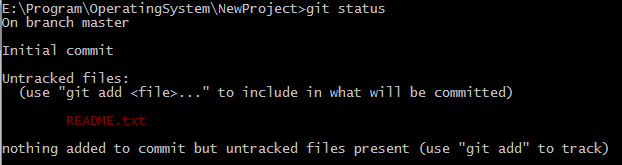 E:\Program\OperatingSystem\NewProject>git status
On branch master
Initial commit
Untracked files:
(use "git add <file>..." to include in what will be committed)
README.txt
nothing added to commit but untracked files present (use "git add" to track)